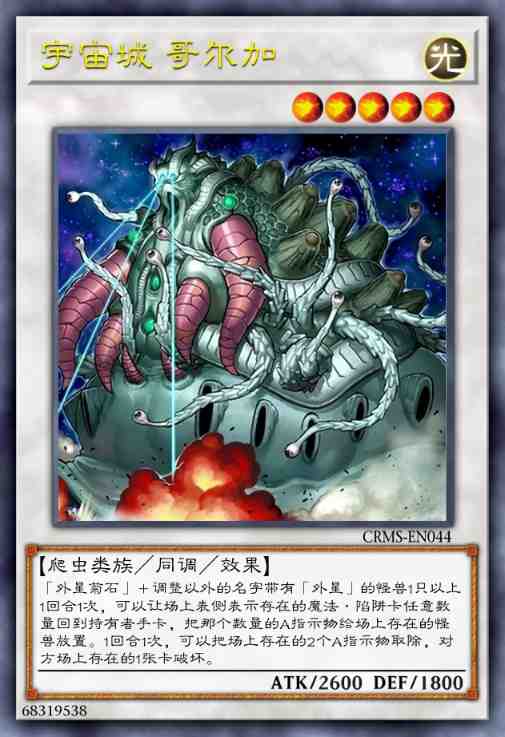 宇宙城 哥尔加
光
CRMS-EN044
【爬虫类族／同调／效果】
「外星菊石」＋调整以外的名字带有「外星」的怪兽1只以上
1回合1次，可以让场上表侧表示存在的魔法·陷阱卡任意数
量回到持有者手卡，把那个数量的A指示物给场上存在的怪
兽放置。1回合1次，可以把场上存在的2个A指示物取除，对
方场上存在的1张卡破坏。
ATK/2600 DEF/1800
68319538